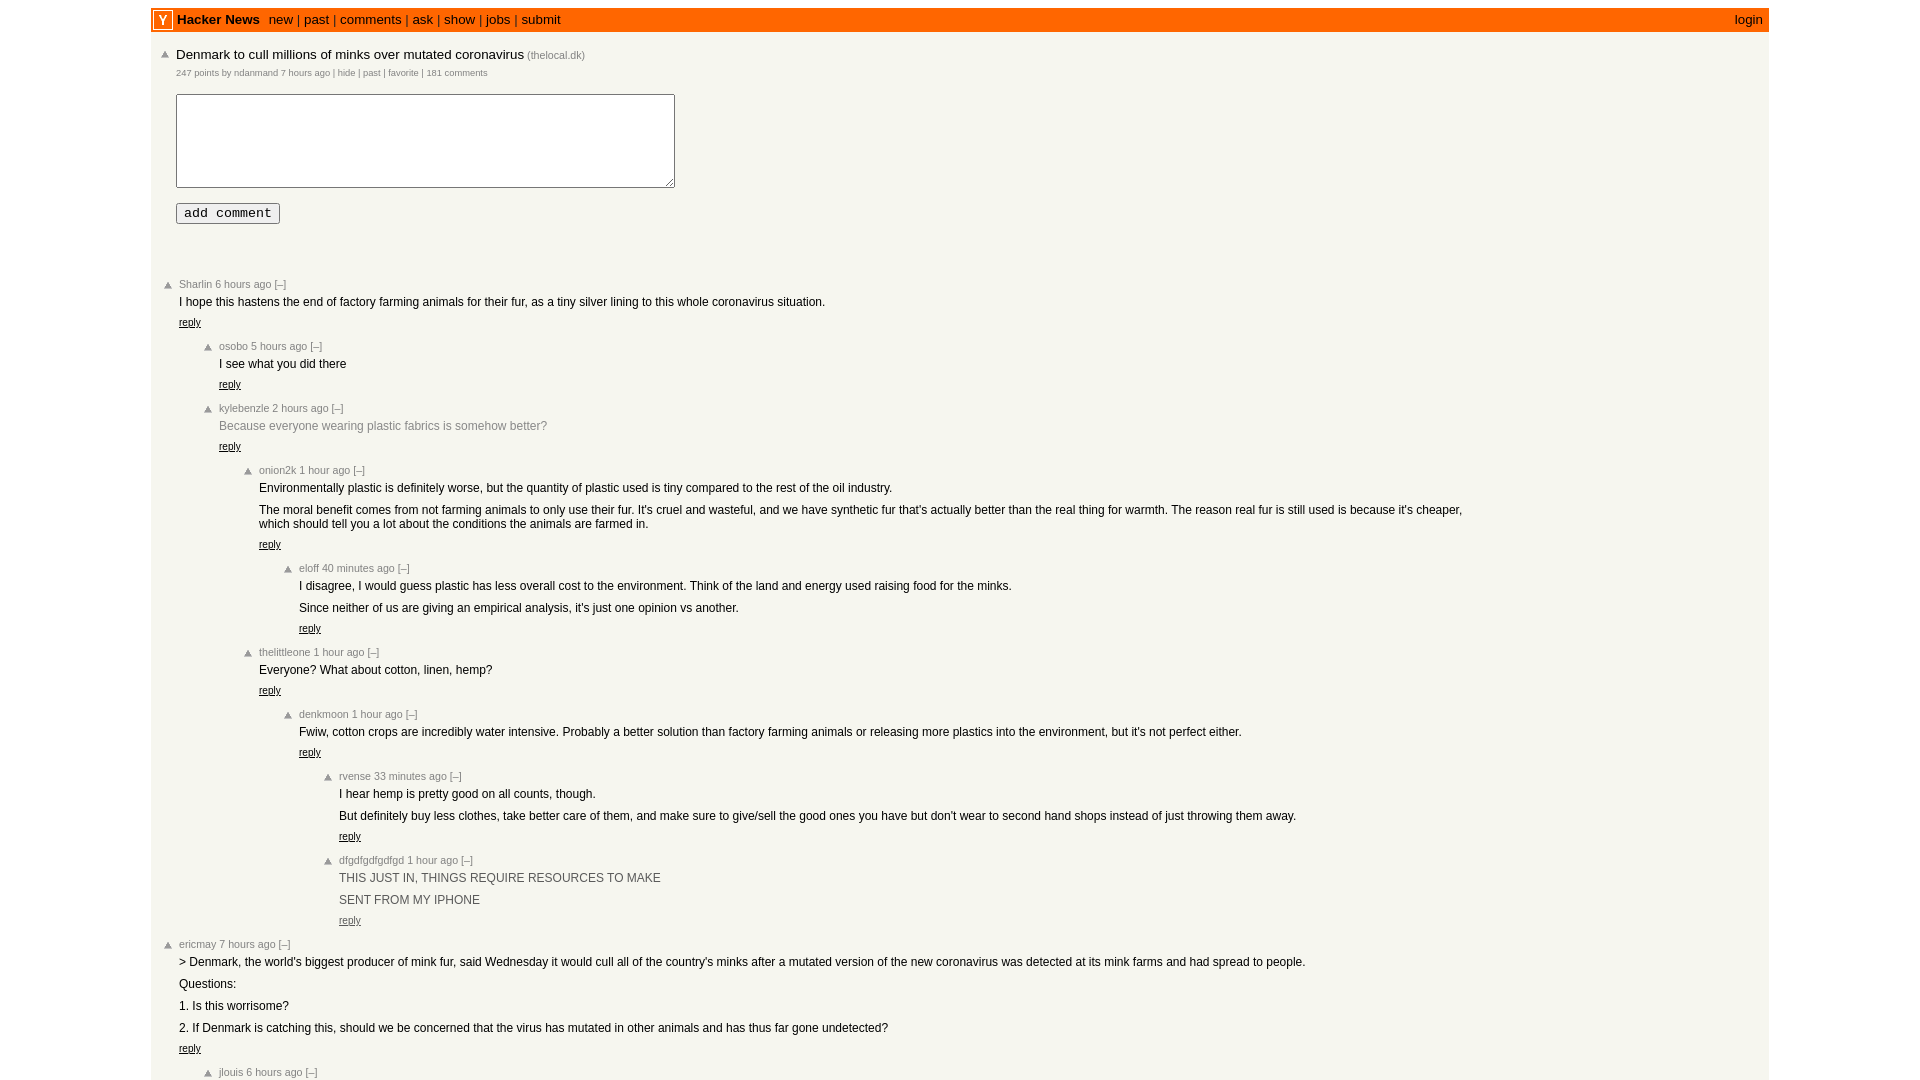 Y Hacker News new | past | comments | ask | show | jobs | submit login
Denmark to cull millions of minks over mutated coronavirus (thelocal.dk)
247 points by ndanmand 7 hours ago | hide | past | favorite | 181 comments
add comment
Sharlin 6 hours ago [–]
I hope this hastens the end of factory farming animals for their fur, as a tiny silver lining to this whole coronavirus situation.
reply
osobo 5 hours ago [–]
I see what you did there
reply
kylebenzle 2 hours ago [–]
Because everyone wearing plastic fabrics is somehow better?
reply
onion2k 1 hour ago [–]
Environmentally plastic is definitely worse, but the quantity of plastic used is tiny compared to the rest of the oil industry.
The moral benefit comes from not farming animals to only use their fur. It's cruel and wasteful, and we have synthetic fur that's actually better than the real thing for warmth. The reason real fur is still used is because it's cheaper,
which should tell you a lot about the conditions the animals are farmed in.
reply
eloff 40 minutes ago [–]
I disagree, I would guess plastic has less overall cost to the environment. Think of the land and energy used raising food for the minks.
Since neither of us are giving an empirical analysis, it's just one opinion vs another.
reply
thelittleone 1 hour ago [–]
Everyone? What about cotton, linen, hemp?
reply
denkmoon 1 hour ago [–]
Fwiw, cotton crops are incredibly water intensive. Probably a better solution than factory farming animals or releasing more plastics into the environment, but it's not perfect either.
reply
rvense 33 minutes ago [–]
I hear hemp is pretty good on all counts, though.
But definitely buy less clothes, take better care of them, and make sure to give/sell the good ones you have but don't wear to second hand shops instead of just throwing them away.
reply
dfgdfgdfgdfgd 1 hour ago [–]
THIS JUST IN, THINGS REQUIRE RESOURCES TO MAKE
SENT FROM MY IPHONE
reply
ericmay 7 hours ago [–]
> Denmark, the world's biggest producer of mink fur, said Wednesday it would cull all of the country's minks after a mutated version of the new coronavirus was detected at its mink farms and had spread to people.
Questions:
1. Is this worrisome?
2. If Denmark is catching this, should we be concerned that the virus has mutated in other animals and has thus far gone undetected?
reply
jlouis 6 hours ago [–]